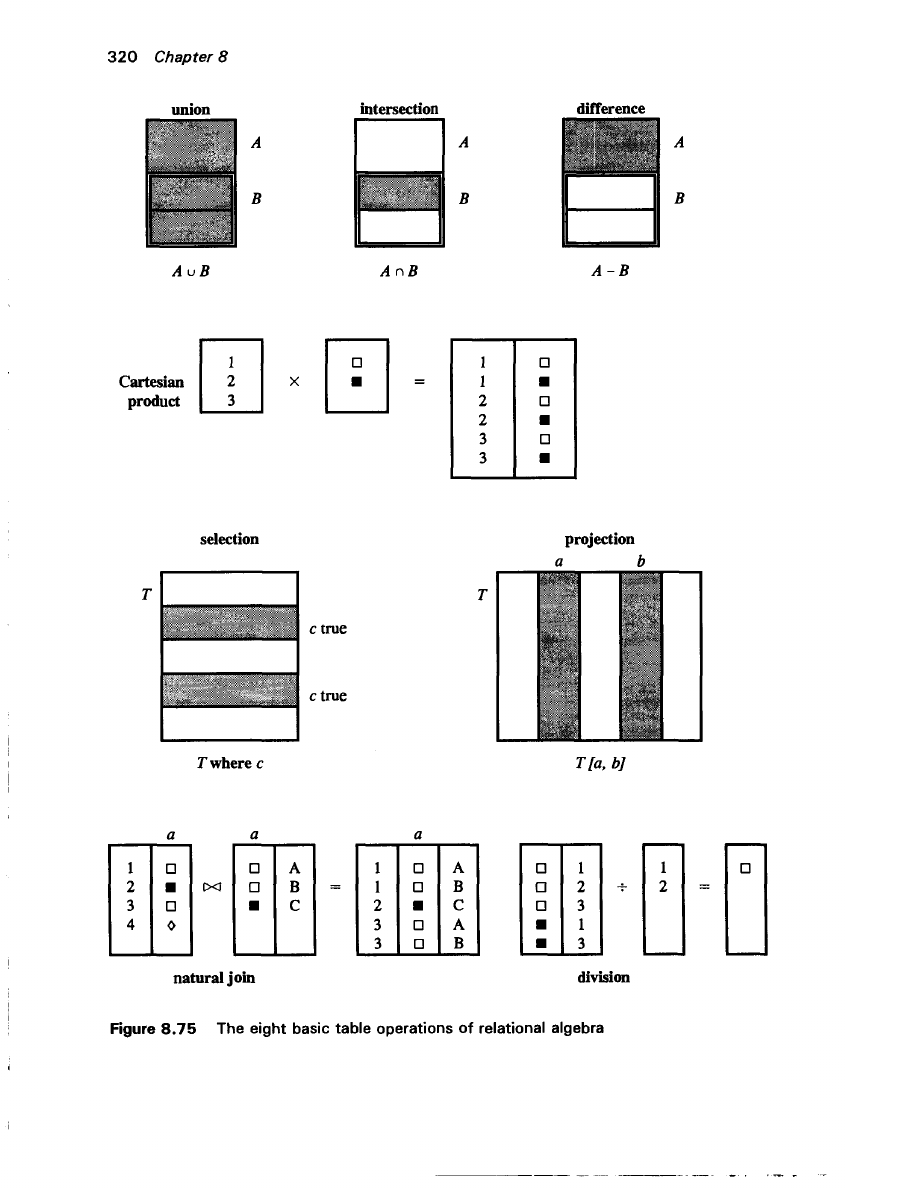 320 Chapter 8
union intersection difference
A A A
B B B
A ∪ B A ∩ B A – B
Cartesian product
1 □ 1 □
2 × ■ = 1 ■
3 2 □
2 ■
3 □
3 ■
selection projection
a b
T T
c true
c true
T where c T [a, b]
a a a
1 □ □ A 1 □ A □ 1 1 □
2 ■ ⋈ □ B = 1 □ B □ 2 ÷ 2 =
3 □ ■ C 2 ■ C □ 3
4 ◊ 3 □ A ■ 1
3 □ B ■ 3
natural join division
Figure 8.75 The eight basic table operations of relational algebra